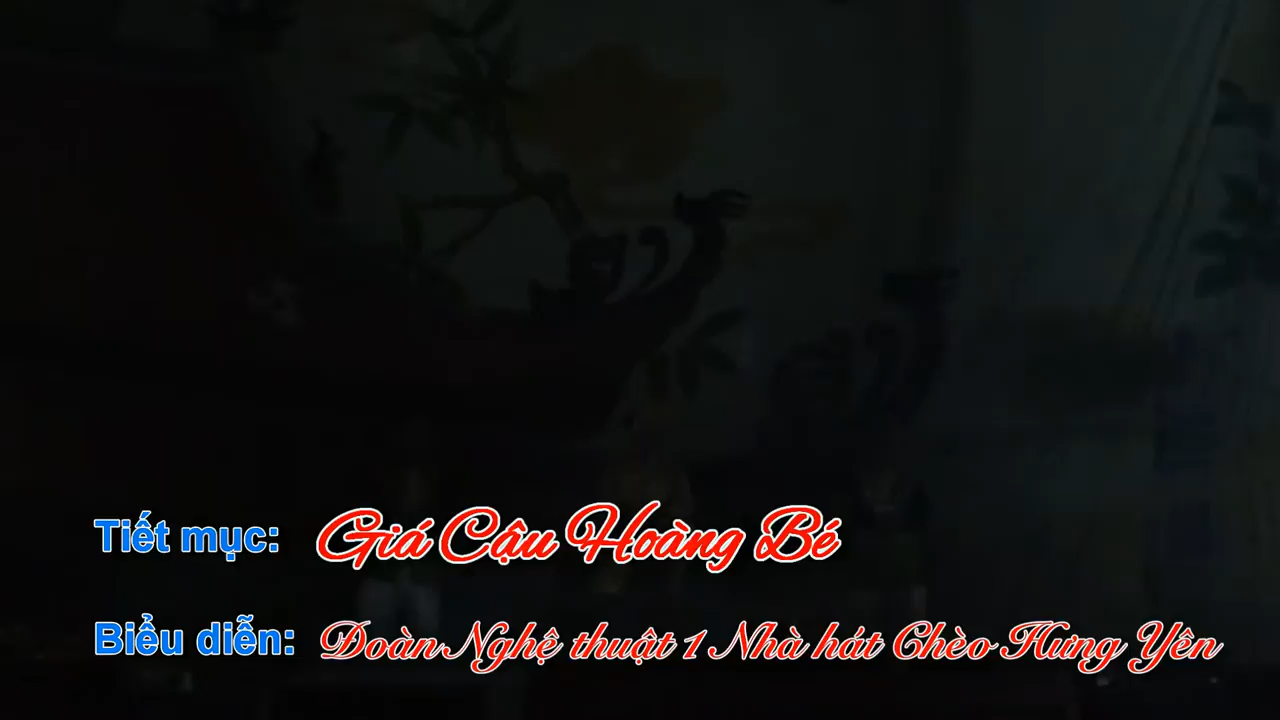 Tiết mục: Giá Cậu Hoàng Bé
Biểu diễn: Đoàn Nghệ thuật 1 Nhà hát Chèo Hưng Yên